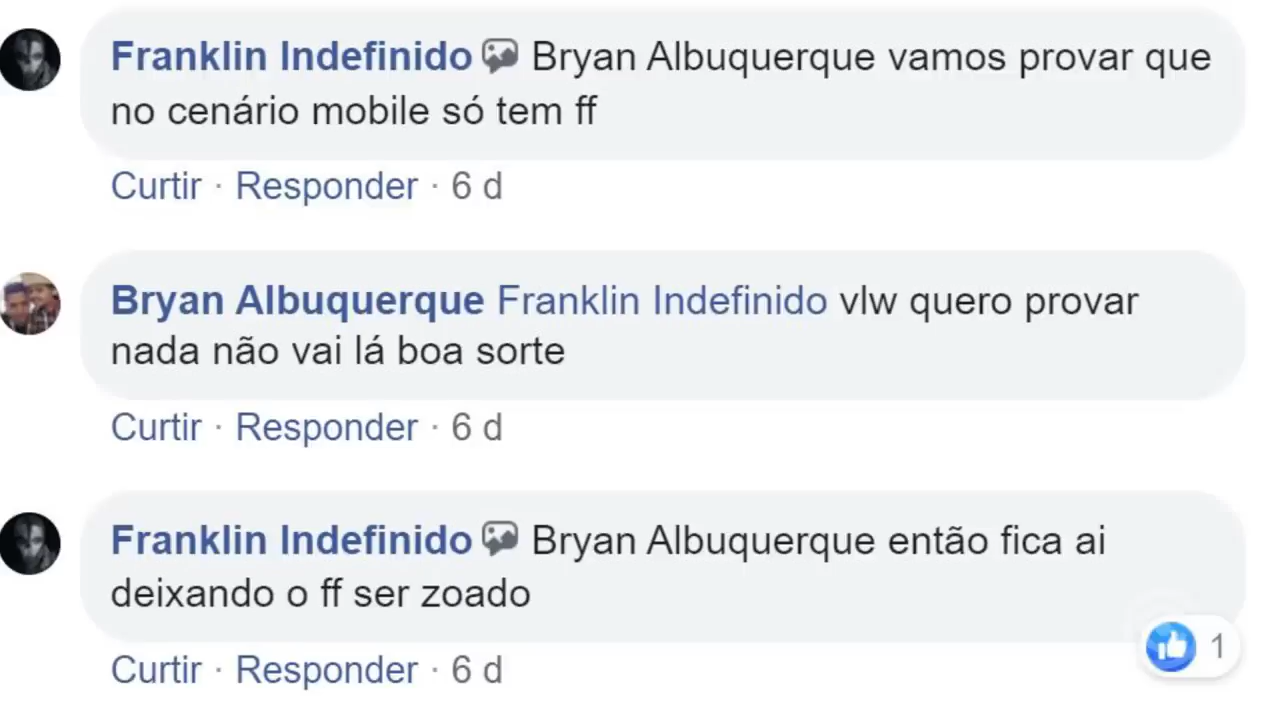 Franklin Indefinido Bryan Albuquerque vamos provar que
no cenário mobile só tem ff
Curtir · Responder · 6 d
Bryan Albuquerque Franklin Indefinido vlw quero provar
nada não vai lá boa sorte
Curtir · Responder · 6 d
Franklin Indefinido Bryan Albuquerque então fica ai
deixando o ff ser zoado
1
Curtir · Responder · 6 d